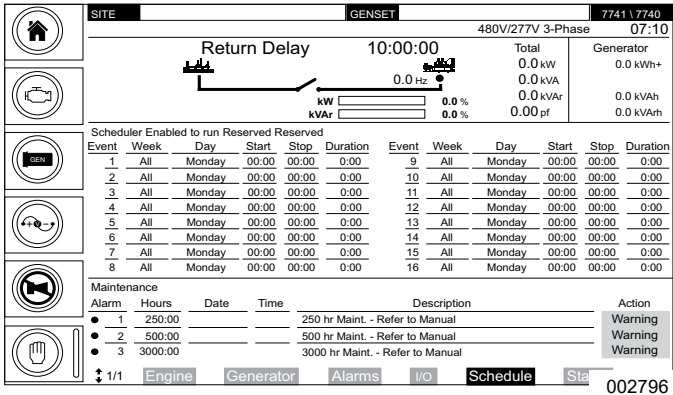 SITE GENSET 7741 \ 7740
480V/277V 3-Phase 07:10
Return Delay 10:00:00 Total Generator
0.0 kW 0.0 kWh+
0.0 Hz 0.0 kVA
kW 0.0 % 0.0 kVAr 0.0 kVAh
kVAr 0.0 % 0.00 pf 0.0 kVArh
Scheduler Enabled to run Reserved Reserved
Event Week Day Start Stop Duration Event Week Day Start Stop Duration
1 All Monday 00:00 00:00 0:00 9 All Monday 00:00 00:00 0:00
2 All Monday 00:00 00:00 0:00 10 All Monday 00:00 00:00 0:00
GEN
3 All Monday 00:00 00:00 0:00 11 All Monday 00:00 00:00 0:00
4 All Monday 00:00 00:00 0:00 12 All Monday 00:00 00:00 0:00
5 All Monday 00:00 00:00 0:00 13 All Monday 00:00 00:00 0:00
6 All Monday 00:00 00:00 0:00 14 All Monday 00:00 00:00 0:00
7 All Monday 00:00 00:00 0:00 15 All Monday 00:00 00:00 0:00
8 All Monday 00:00 00:00 0:00 16 All Monday 00:00 00:00 0:00
Maintenance
Alarm Hours Date Time Description Action
1 250:00 250 hr Maint. - Refer to Manual Warning
2 500:00 500 hr Maint. - Refer to Manual Warning
3 3000:00 3000 hr Maint. - Refer to Manual Warning
1/1 Engine Generator Alarms I/O Schedule Sta
002796